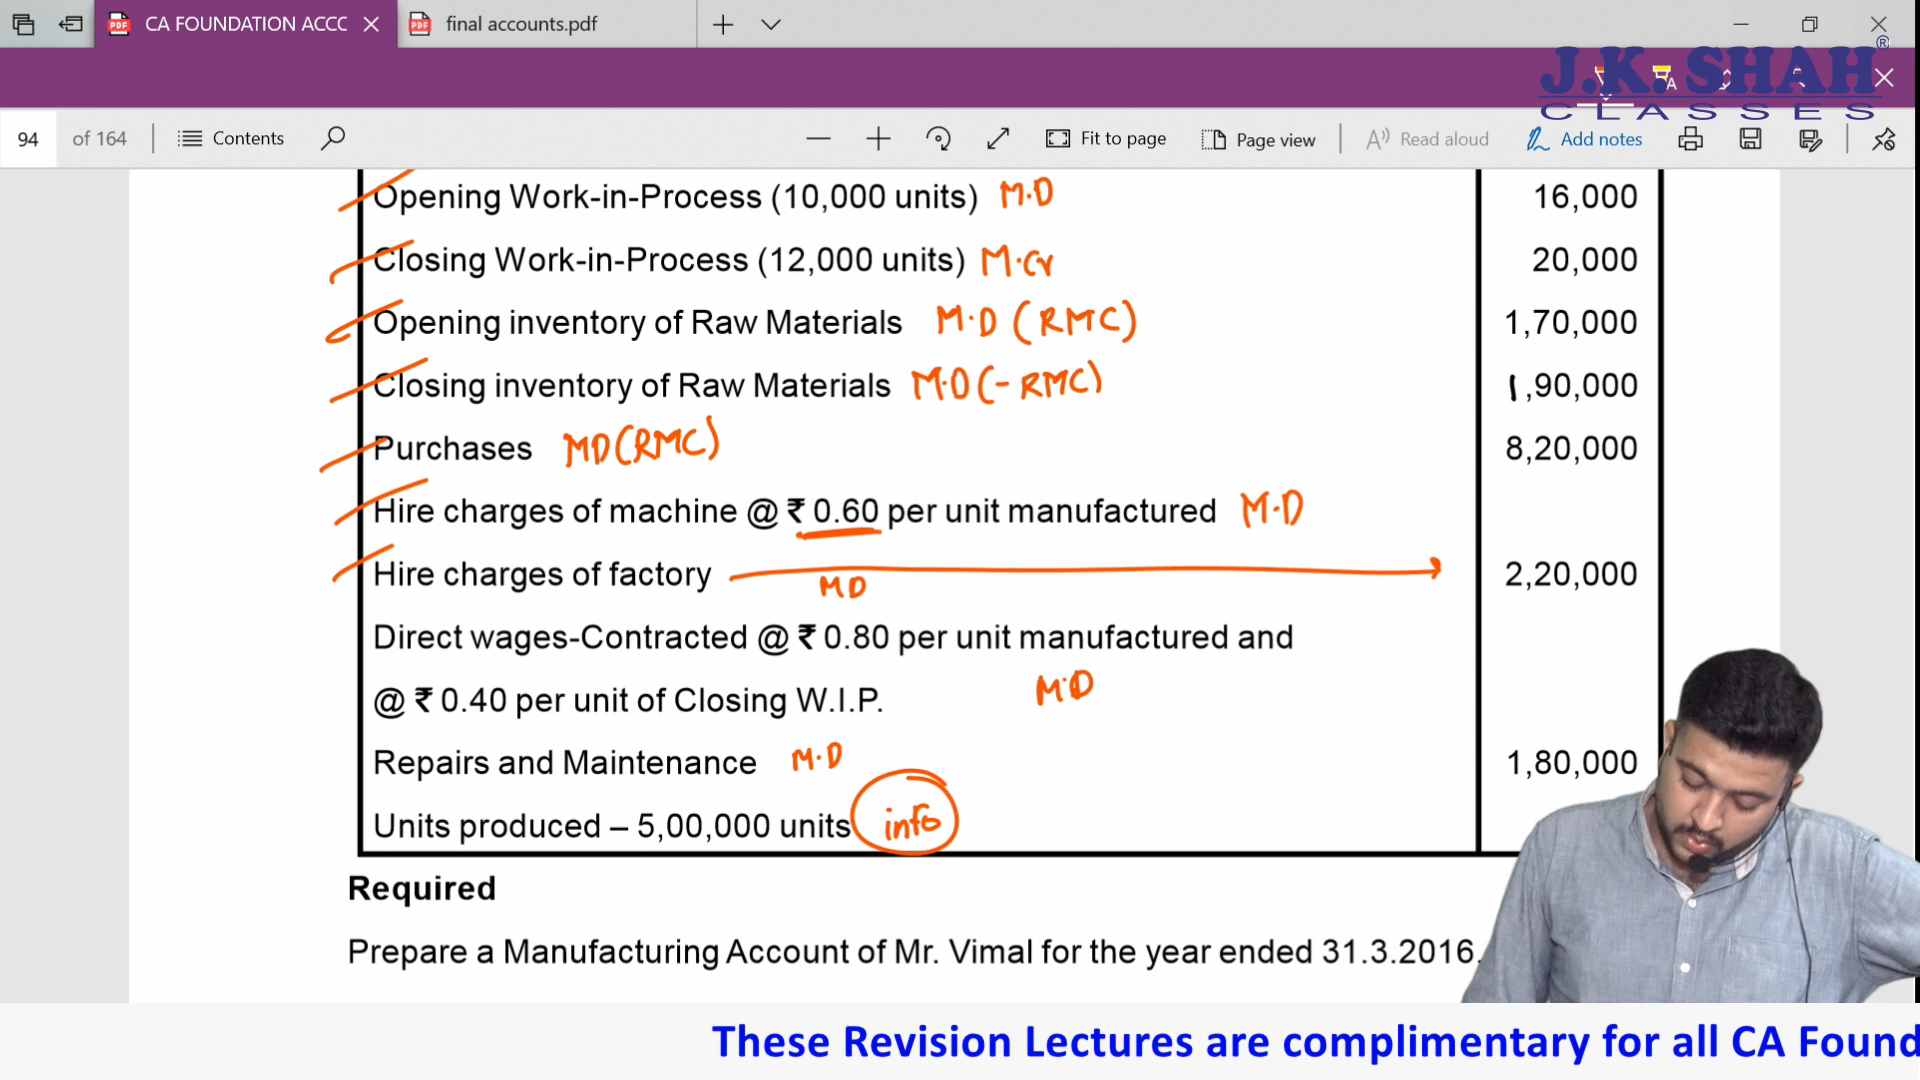 CA FOUNDATION ACCC
final accounts.pdf
J.K. SHAH®
CLASSES
94 of 164 Contents Fit to page Page view Read aloud Add notes
Opening Work-in-Process (10,000 units) M.D 16,000
Closing Work-in-Process (12,000 units) M.Cr 20,000
Opening inventory of Raw Materials M.D (RMC) 1,70,000
Closing inventory of Raw Materials M.D (- RMC) 1,90,000
Purchases MD (RMC) 8,20,000
Hire charges of machine @ ₹ 0.60 per unit manufactured M.D
Hire charges of factory MD 2,20,000
Direct wages-Contracted @ ₹ 0.80 per unit manufactured and
@ ₹ 0.40 per unit of Closing W.I.P. M.D
Repairs and Maintenance M.D 1,80,000
Units produced – 5,00,000 units info
Required
Prepare a Manufacturing Account of Mr. Vimal for the year ended 31.3.2016.
These Revision Lectures are complimentary for all CA Found